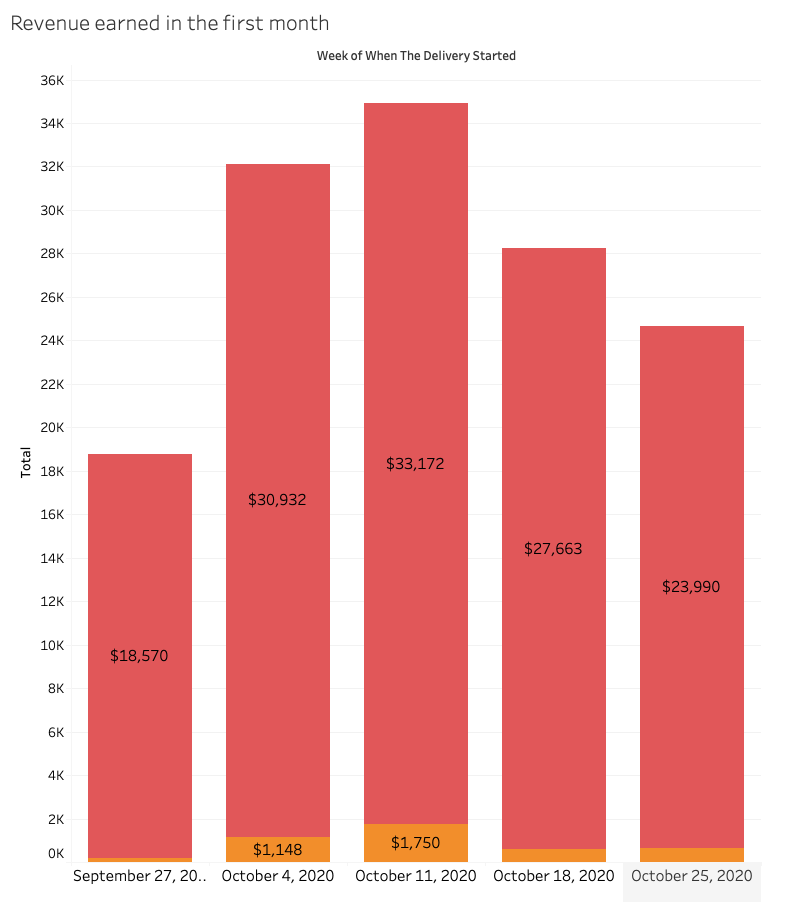 Revenue earned in the first month
Week of When The Delivery Started
36K
34K
32K
30K
28K
26K
24K
22K
20K
18K
16K
14K
12K
10K
8K
6K
4K
2K
0K
Total
$18,570
$30,932
$1,148
$33,172
$1,750
$27,663
$23,990
September 27, 20..
October 4, 2020
October 11, 2020
October 18, 2020
October 25, 2020